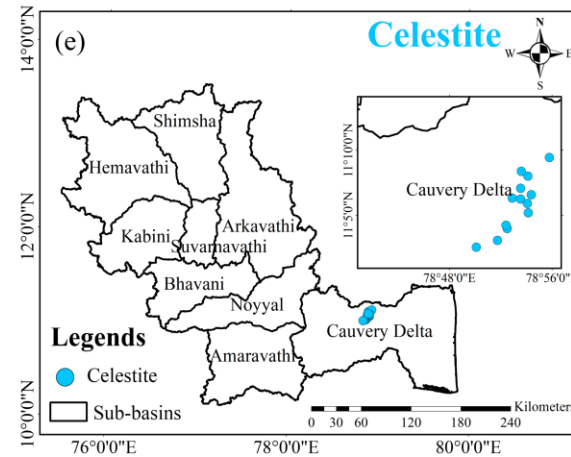 (e)
Celestite
N
W
E
S
14°0'0"N
12°0'0"N
10°0'0"N
Shimsha
Hemavathi
Kabini
Suvarnavathi
Arkavathi
Bhavani
Noyyal
Amaravathi
Cauvery Delta
11°10'0"N
11°5'0"N
Cauvery Delta
78°48'0"E
78°56'0"E
Legends
Celestite
Sub-basins
Kilometers
0 15 30 60 120 180 240
76°0'0"E
78°0'0"E
80°0'0"E